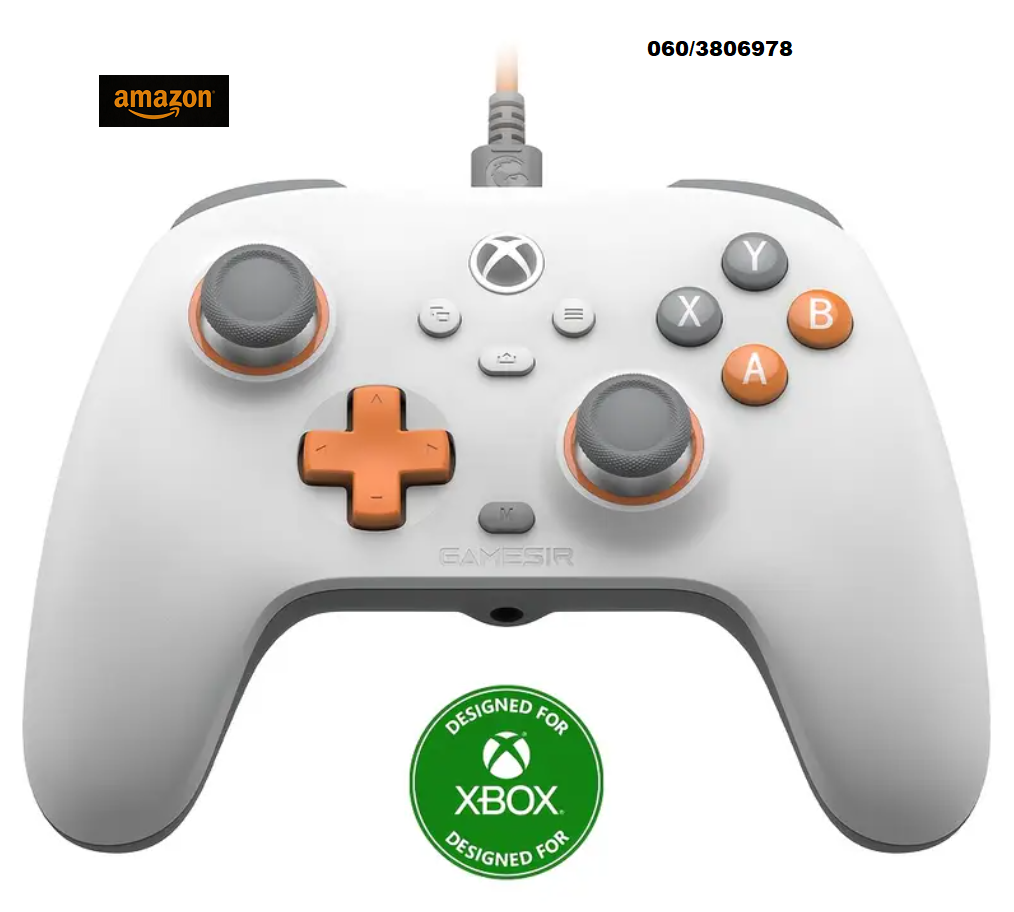 060/3806978
amazon
Y
X
B
A
M
GAMESIR
DESIGNED FOR
XBOX
DESIGNED FOR